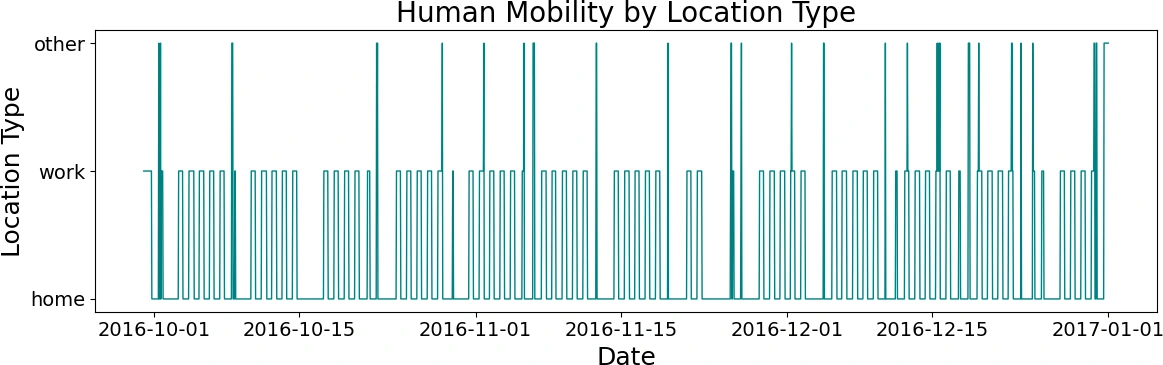 Human Mobility by Location Type
Location Type
other
work
home
2016-10-01 2016-10-15 2016-11-01 2016-11-15 2016-12-01 2016-12-15 2017-01-01
Date